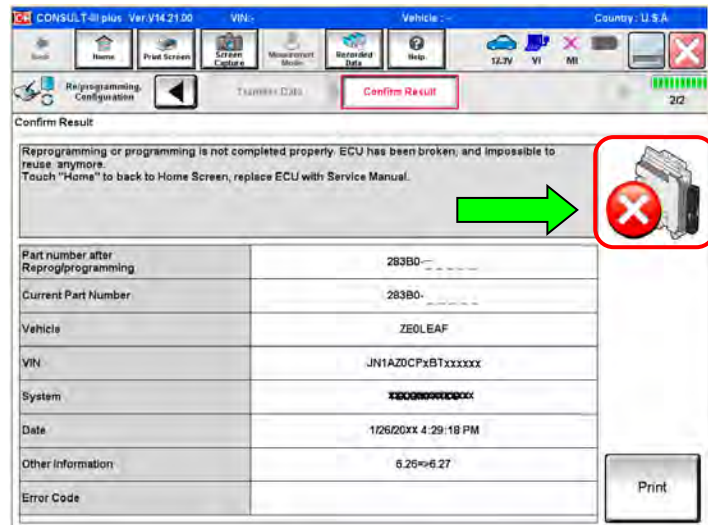 CONSULT-III plus Ver.V14.21.00 VIN:- Vehicle : - Country : U.S.A.
Back Home Print Screen Screen Capture Measurement Mode Recorded Data Help 12.7V VI MI
Re/programming, Configuration Transfer Data Confirm Result 2/2
Confirm Result
Reprogramming or programming is not completed properly. ECU has been broken, and impossible to
reuse anymore.
Touch "Home" to back to Home Screen, replace ECU with Service Manual.
Part number after
Reprog/programming 283B0-_ _ _ _ _
Current Part Number 283B0-_ _ _ _ _
Vehicle ZE0LEAF
VIN JN1AZ0CPxBTxxxxxx
System
Date 1/26/20XX 4:29:18 PM
Other Information 6.26=>6.27
Error Code
Print